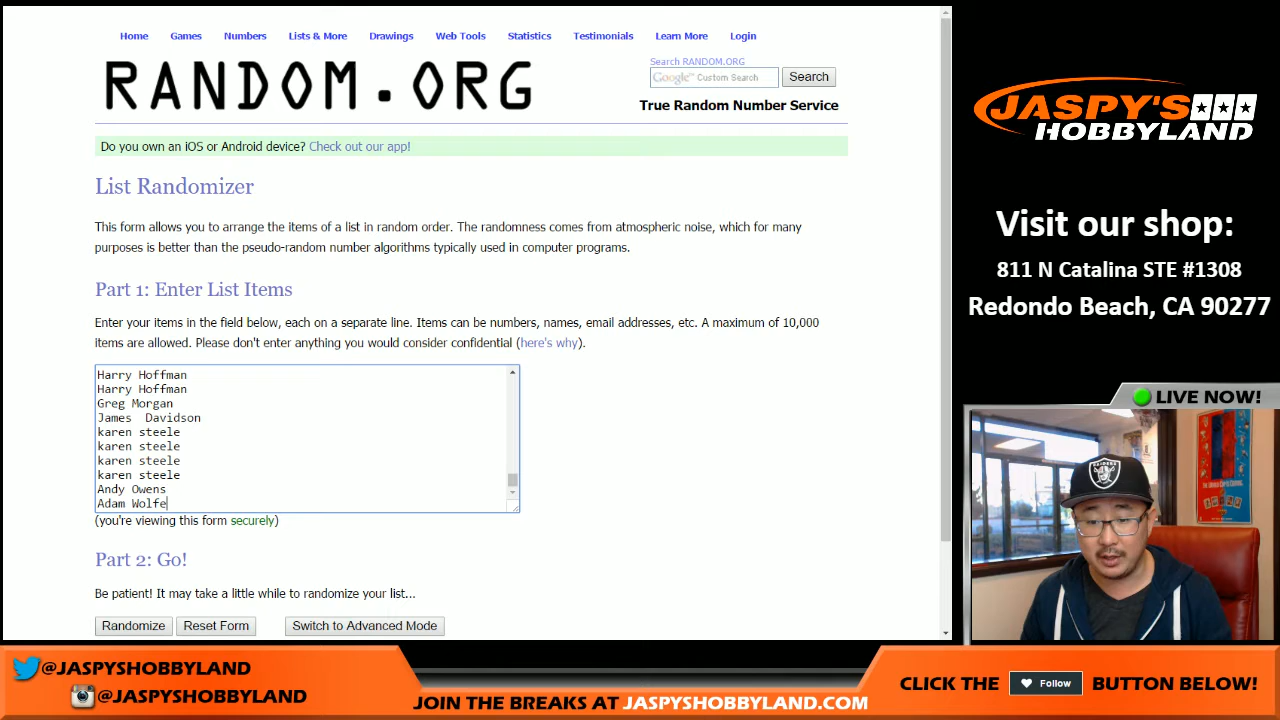 Home Games Numbers Lists & More Drawings Web Tools Statistics Testimonials Learn More Login
RANDOM.ORG
Search RANDOM.ORG
Google™ Custom Search Search
True Random Number Service
Do you own an iOS or Android device? Check out our app!
List Randomizer
This form allows you to arrange the items of a list in random order. The randomness comes from atmospheric noise, which for many
purposes is better than the pseudo-random number algorithms typically used in computer programs.
Part 1: Enter List Items
Enter your items in the field below, each on a separate line. Items can be numbers, names, email addresses, etc. A maximum of 10,000
items are allowed. Please don't enter anything you would consider confidential (here's why).
Harry Hoffman
Harry Hoffman
Greg Morgan
James  Davidson
karen steele
karen steele
karen steele
karen steele
Andy Owens
Adam Wolfe
(you're viewing this form securely)
Part 2: Go!
Be patient! It may take a little while to randomize your list...
Randomize Reset Form Switch to Advanced Mode
JASPY'S
HOBBYLAND
Visit our shop:
811 N Catalina STE #1308
Redondo Beach, CA 90277
LIVE NOW!
RAIDERS
@JASPYSHOBBYLAND
@JASPYSHOBBYLAND
JOIN THE BREAKS AT JASPYSHOBBYLAND.COM
CLICK THE Follow BUTTON BELOW!